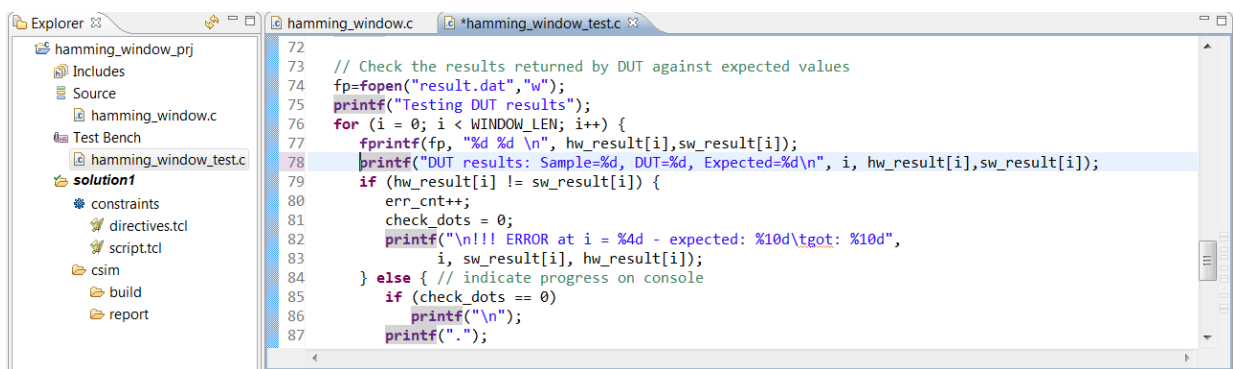 Explorer
hamming_window_prj
Includes
Source
hamming_window.c
Test Bench
hamming_window_test.c
solution1
constraints
directives.tcl
script.tcl
csim
build
report
hamming_window.c
*hamming_window_test.c
72
73 // Check the results returned by DUT against expected values
74 fp=fopen("result.dat","w");
75 printf("Testing DUT results");
76 for (i = 0; i < WINDOW_LEN; i++) {
77 fprintf(fp, "%d %d \n", hw_result[i],sw_result[i]);
78 printf("DUT results: Sample=%d, DUT=%d, Expected=%d\n", i, hw_result[i],sw_result[i]);
79 if (hw_result[i] != sw_result[i]) {
80 err_cnt++;
81 check_dots = 0;
82 printf("\n!!! ERROR at i = %4d - expected: %10d\tgot: %10d",
83 i, sw_result[i], hw_result[i]);
84 } else { // indicate progress on console
85 if (check_dots == 0)
86 printf("\n");
87 printf(".");